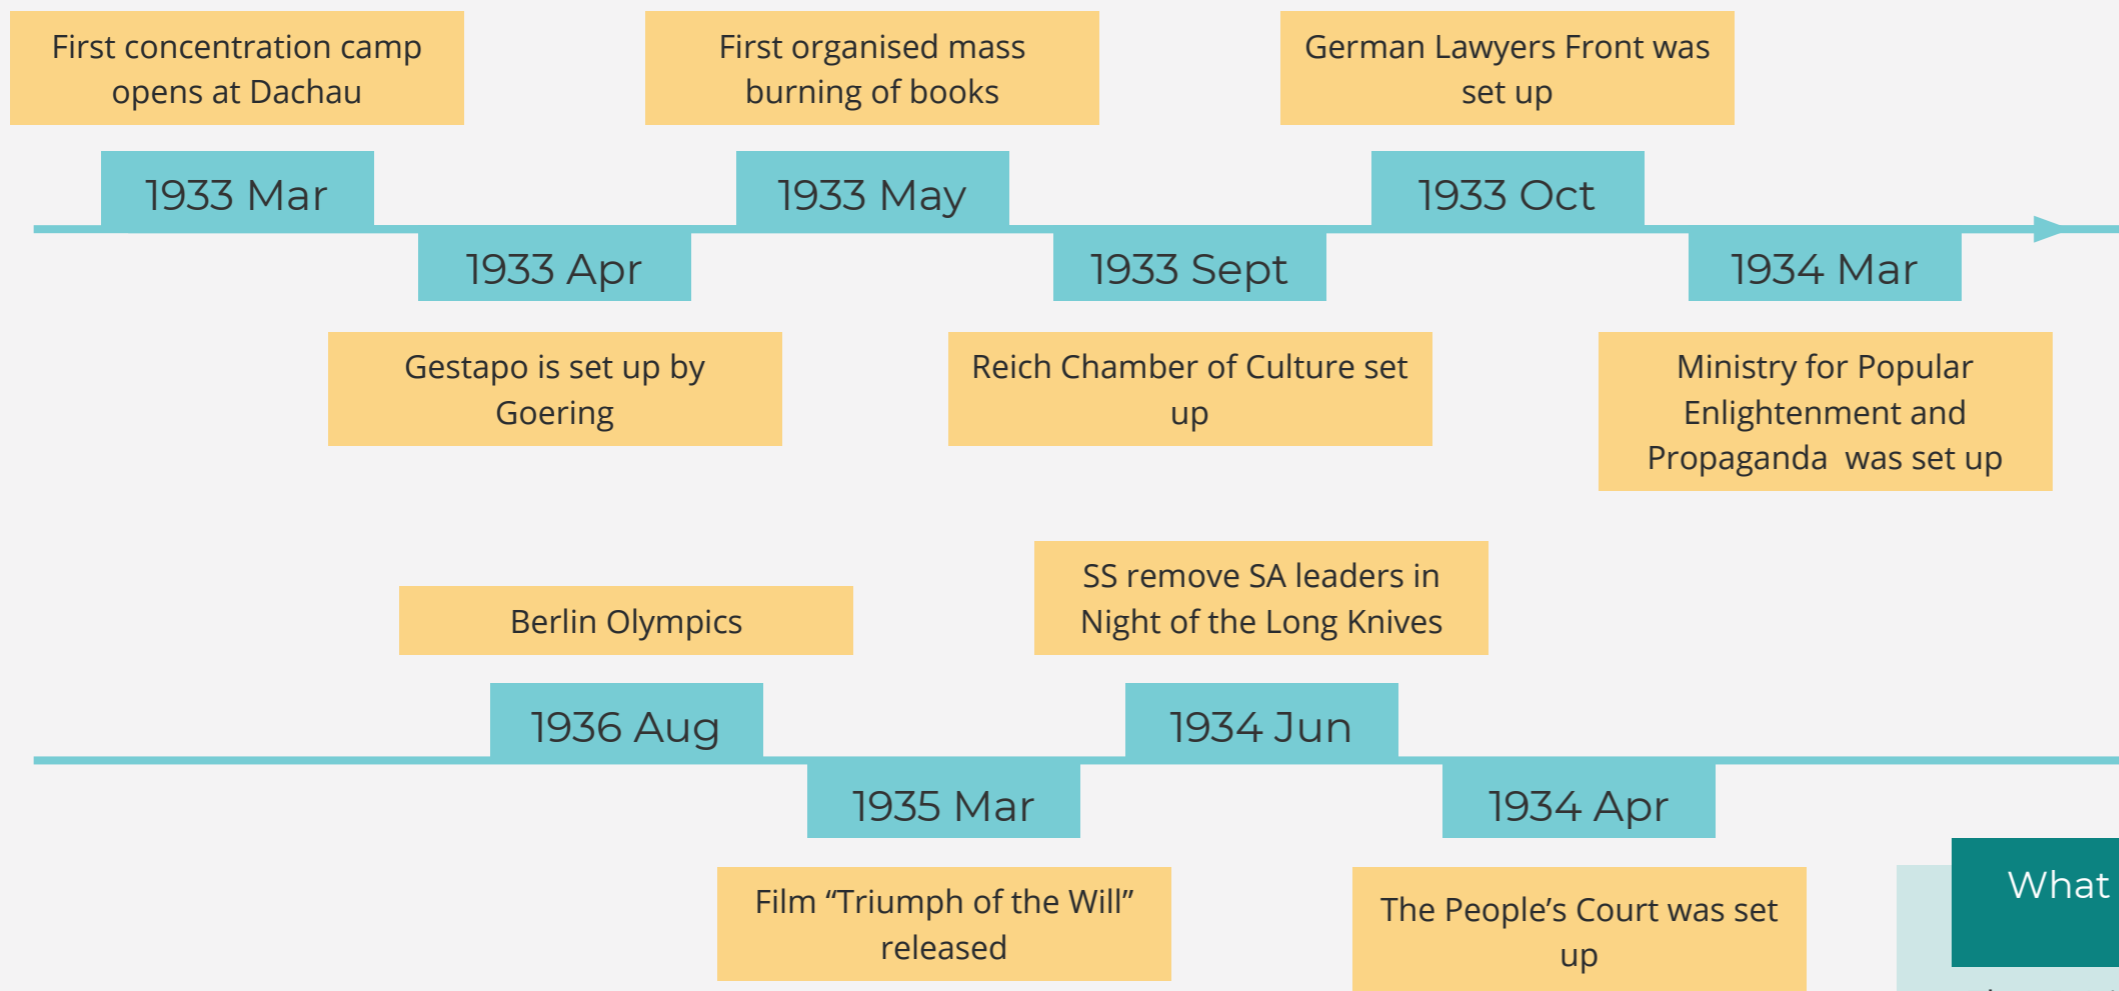 First concentration camp
opens at Dachau
First organised mass
burning of books
German Lawyers Front was
set up
1933 Mar
1933 May
1933 Oct
1933 Apr
1933 Sept
1934 Mar
Gestapo is set up by
Goering
Reich Chamber of Culture set
up
Ministry for Popular
Enlightenment and
Propaganda was set up
SS remove SA leaders in
Night of the Long Knives
Berlin Olympics
1936 Aug
1934 Jun
1935 Mar
1934 Apr
Film “Triumph of the Will”
released
The People’s Court was set
up
What